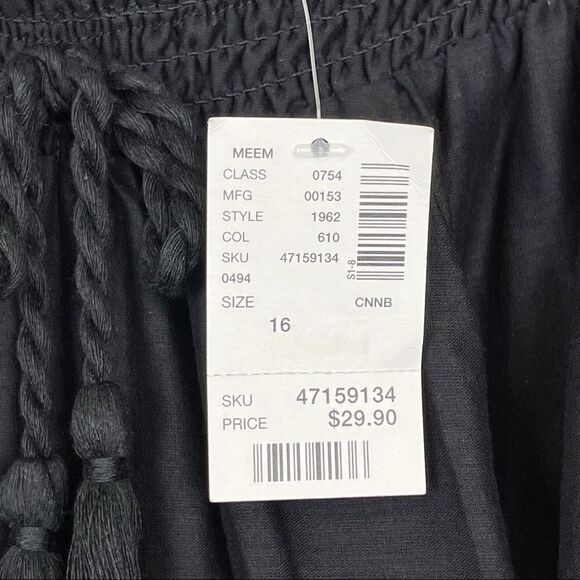 MEEM
CLASS 0754
MFG 00153
STYLE 1962
COL 610
SKU 47159134
0494
S1-8
SIZE CNNB
16
SKU 47159134
PRICE $29.90